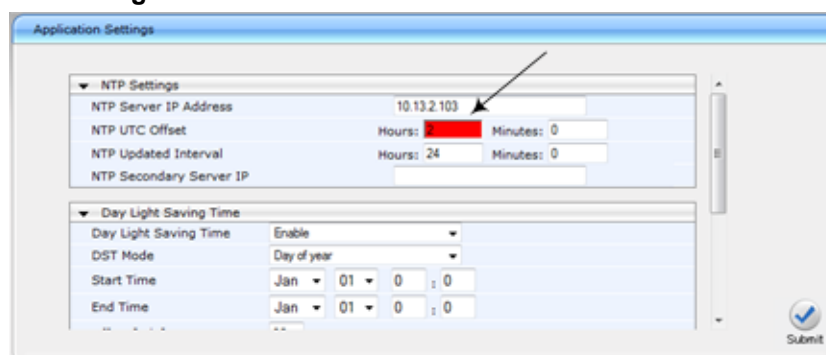 Application Settings
NTP Settings
NTP Server IP Address 10.13.2.103
NTP UTC Offset Hours: 2 Minutes: 0
NTP Updated Interval Hours: 24 Minutes: 0
NTP Secondary Server IP
Day Light Saving Time
Day Light Saving Time Enable
DST Mode Day of year
Start Time Jan 01 0 : 0
End Time Jan 01 0 : 0
Submit